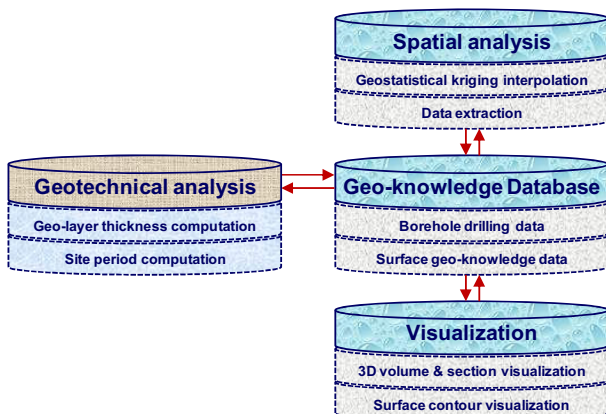 Spatial analysis
Geostatistical kriging interpolation
Data extraction
Geotechnical analysis
Geo-layer thickness computation
Site period computation
Geo-knowledge Database
Borehole drilling data
Surface geo-knowledge data
Visualization
3D volume & section visualization
Surface contour visualization